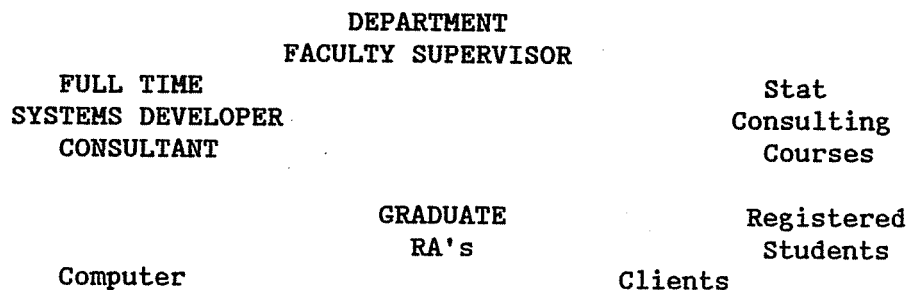 DEPARTMENT
FACULTY SUPERVISOR
FULL TIME
SYSTEMS DEVELOPER
CONSULTANT
Stat
Consulting
Courses
GRADUATE
RA's
Registered
Students
Computer
Clients